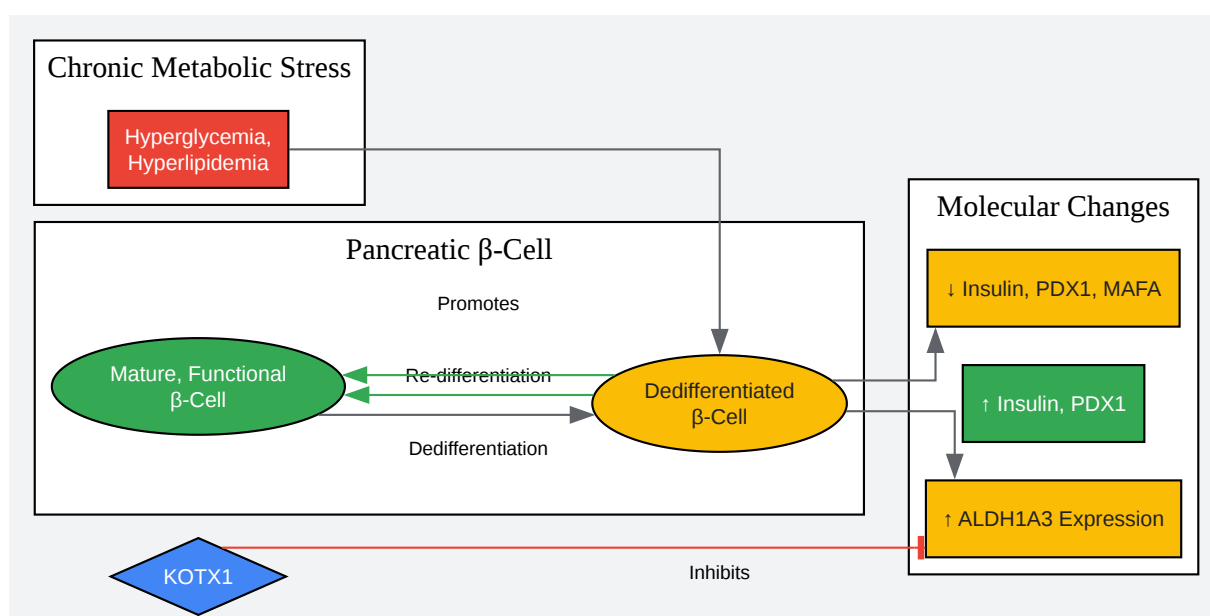 Chronic Metabolic Stress
Hyperglycemia,
Hyperlipidemia
Pancreatic β-Cell
Promotes
Mature, Functional
β-Cell
Re-differentiation
Dedifferentiation
Dedifferentiated
β-Cell
Molecular Changes
↓ Insulin, PDX1, MAFA
↑ Insulin, PDX1
↑ ALDH1A3 Expression
KOTX1
Inhibits